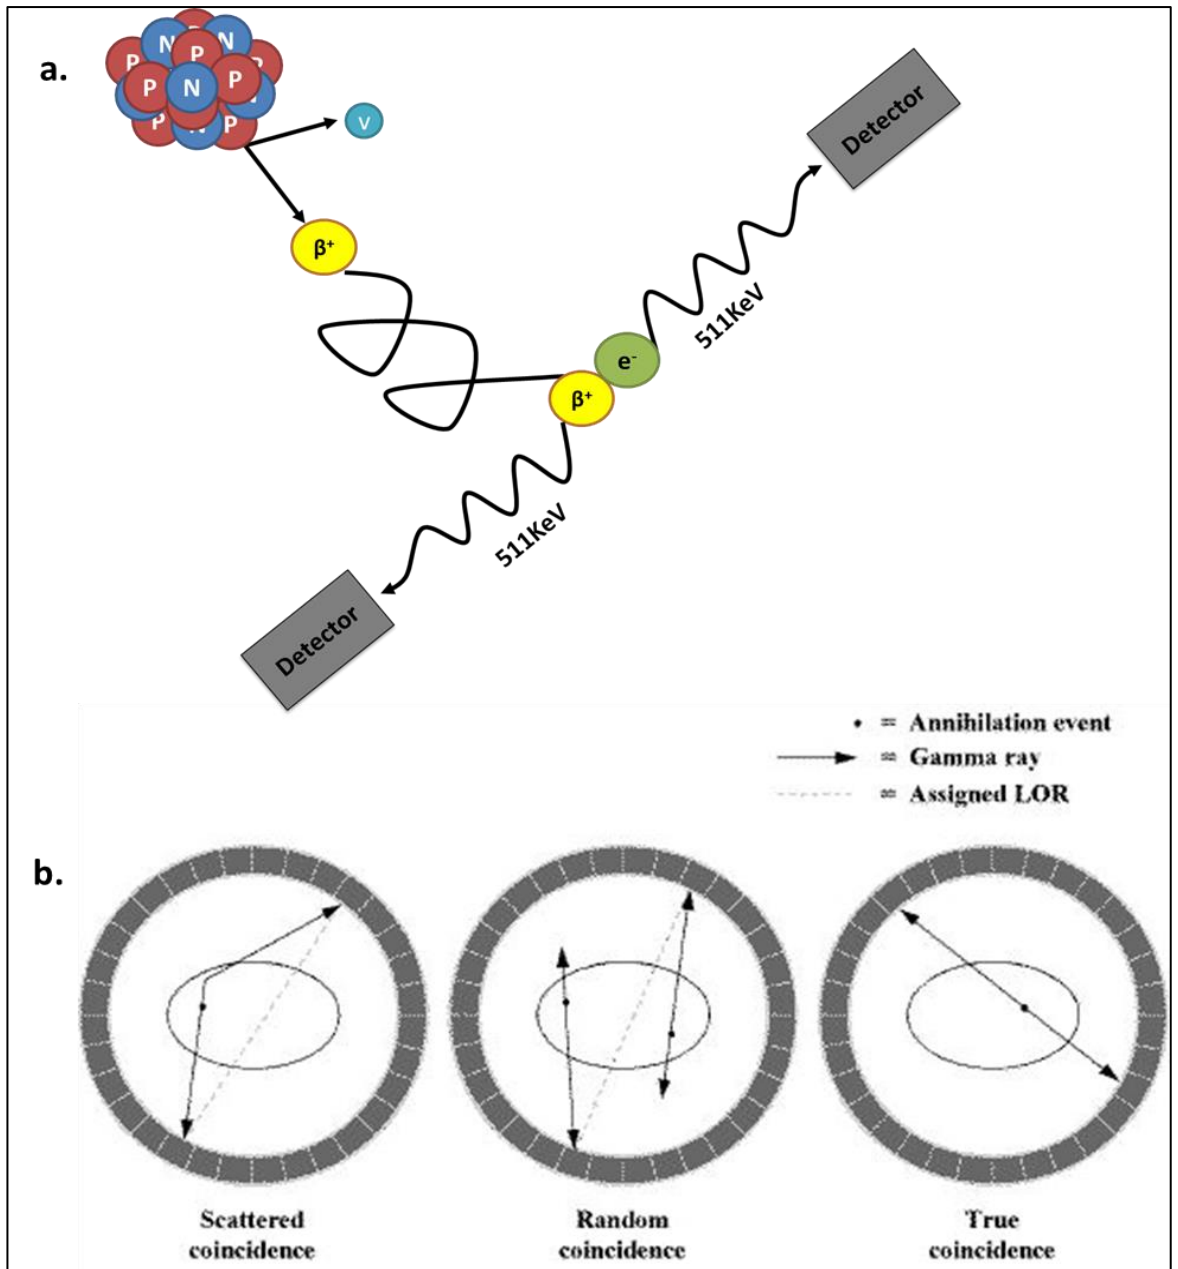 a.
N
N
P
P
P
P
P
N
P
N
P
v
β⁺
Detector
511KeV
e⁻
β⁺
511KeV
Detector
• = Annihilation event
= Gamma ray
= Assigned LOR
b.
Scattered
coincidence
Random
coincidence
True
coincidence